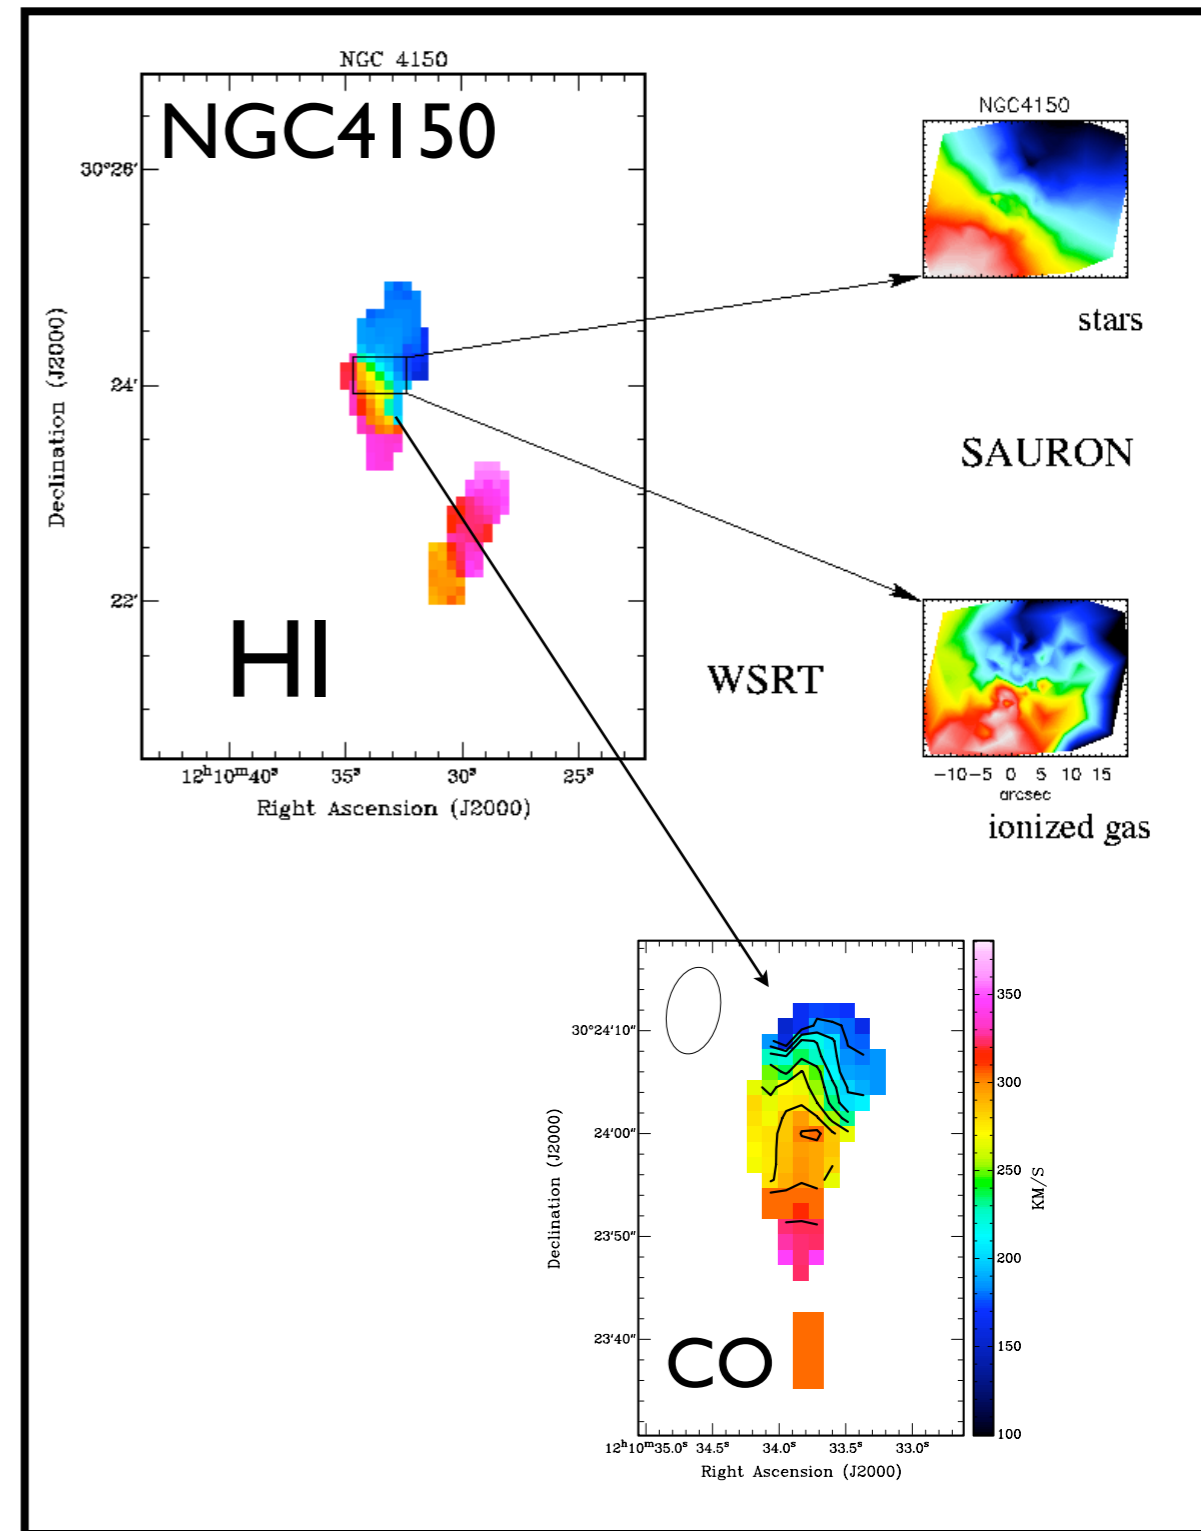 NGC 4150
NGC4150
30°26′
24′
22′
Declination (J2000)
HI
12ʰ10ᵐ40ˢ 35ˢ 30ˢ 25ˢ
Right Ascension (J2000)
NGC4150
stars
SAURON
WSRT
−10 −5 0 5 10 15
arcsec
ionized gas
30°24′10″
24′00″
23′50″
23′40″
Declination (J2000)
CO
12ʰ10ᵐ35.0ˢ 34.5ˢ 34.0ˢ 33.5ˢ 33.0ˢ
Right Ascension (J2000)
350
300
250
200
150
100
KM/S